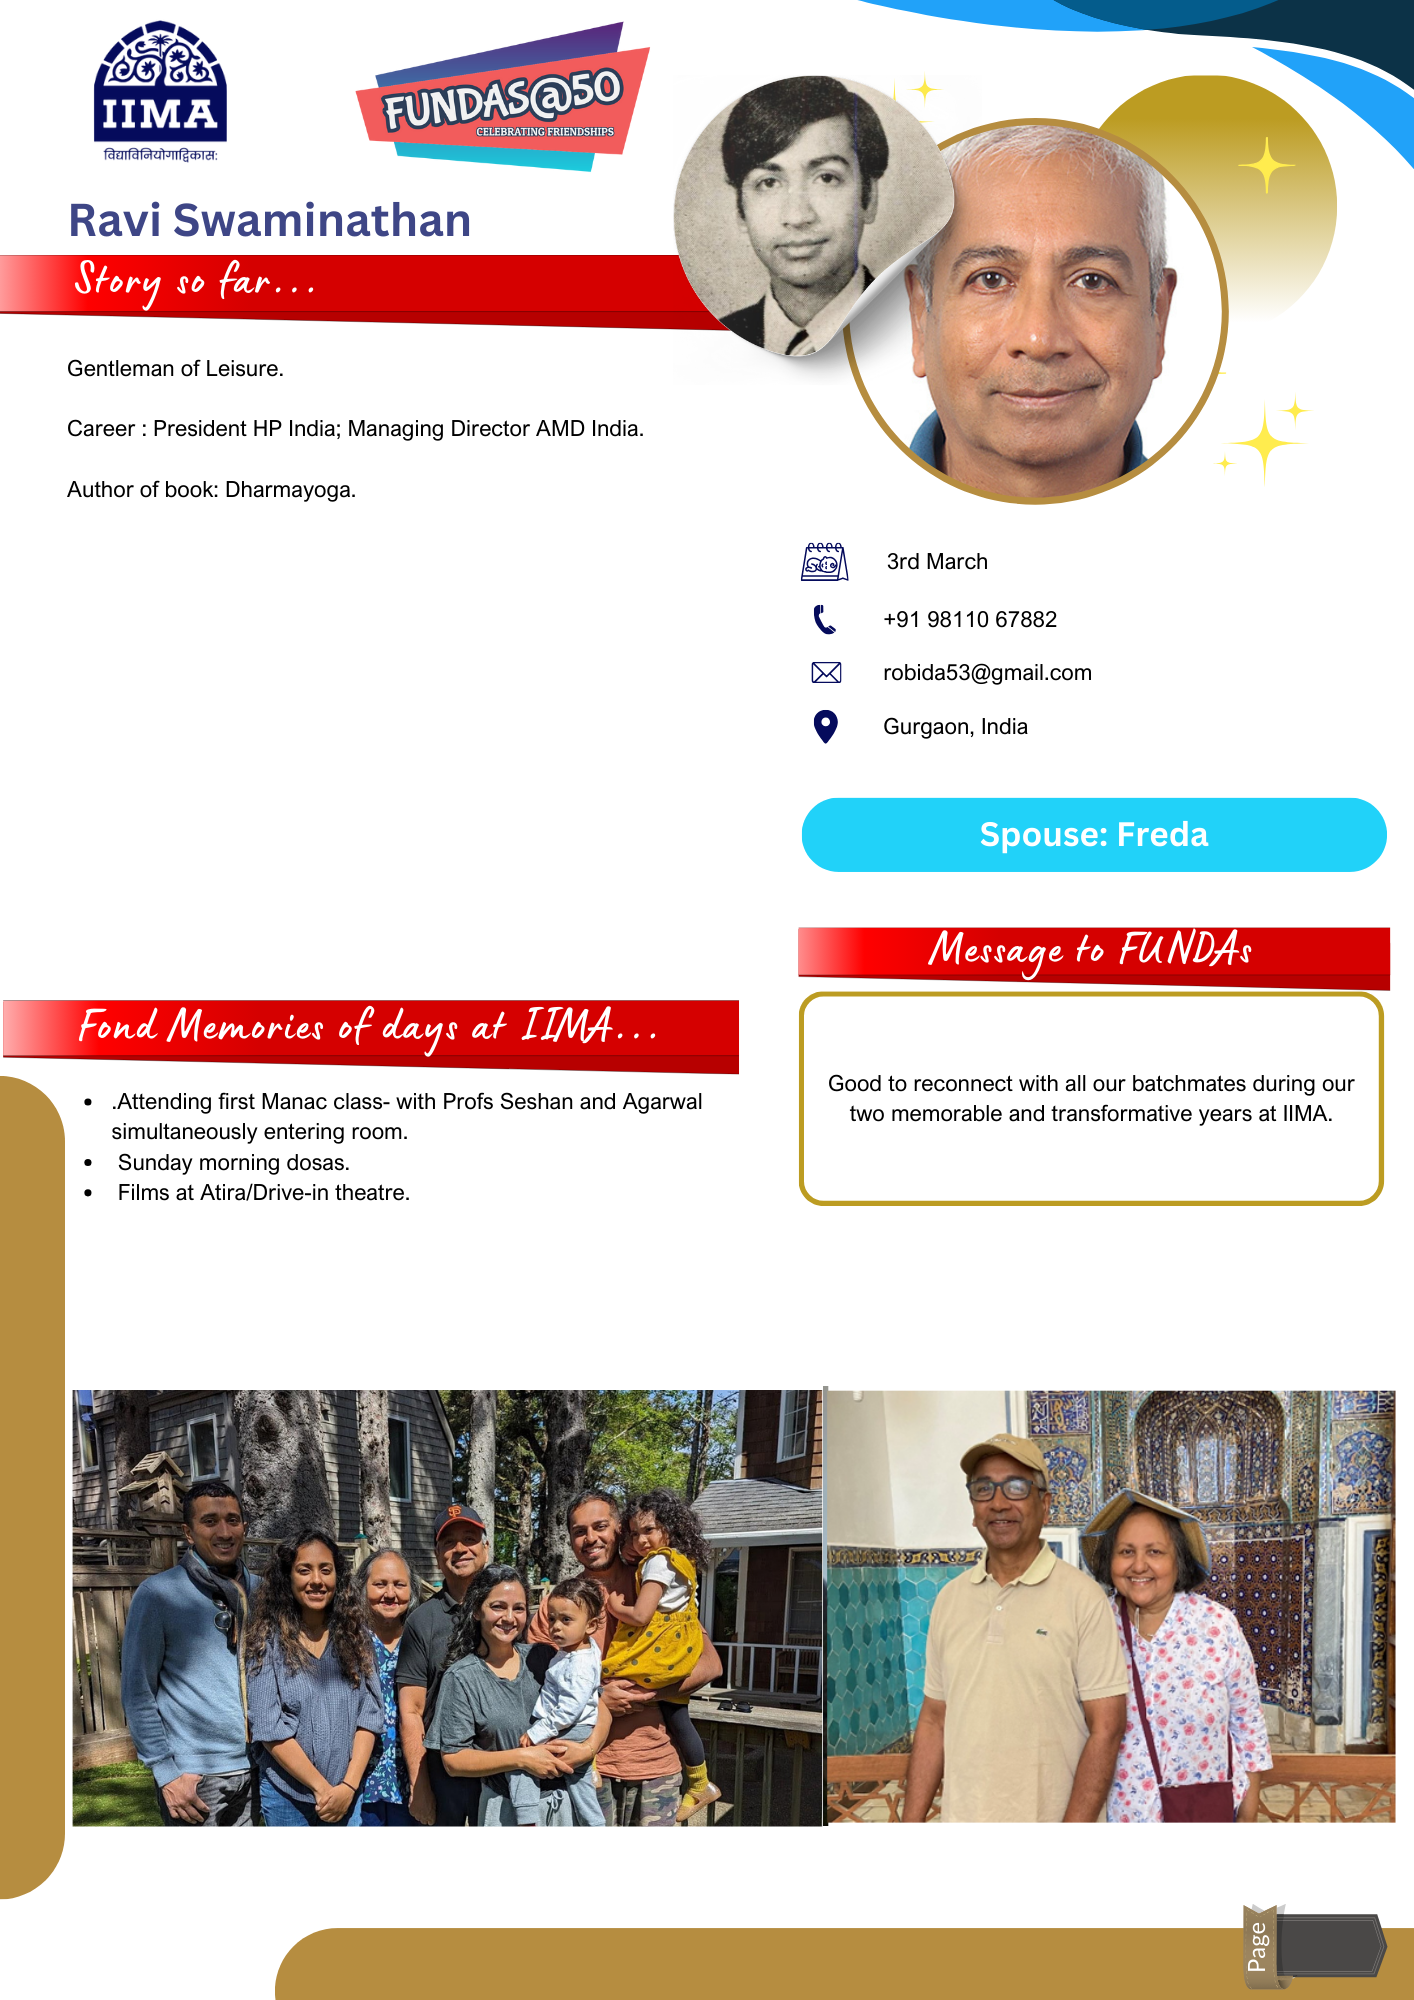 IIMA
विद्याविनियोगाद्विकास:
FUNDAS@50
CELEBRATING FRIENDSHIPS
Ravi Swaminathan
Story so far...
Gentleman of Leisure.
Career : President HP India; Managing Director AMD India.
Author of book: Dharmayoga.
3rd March
+91 98110 67882
robida53@gmail.com
Gurgaon, India
Spouse: Freda
Message to FUNDAs
Good to reconnect with all our batchmates during our
two memorable and transformative years at IIMA.
Fond Memories of days at IIMA...
• .Attending first Manac class- with Profs Seshan and Agarwal
simultaneously entering room.
• Sunday morning dosas.
• Films at Atira/Drive-in theatre.
SF
Page